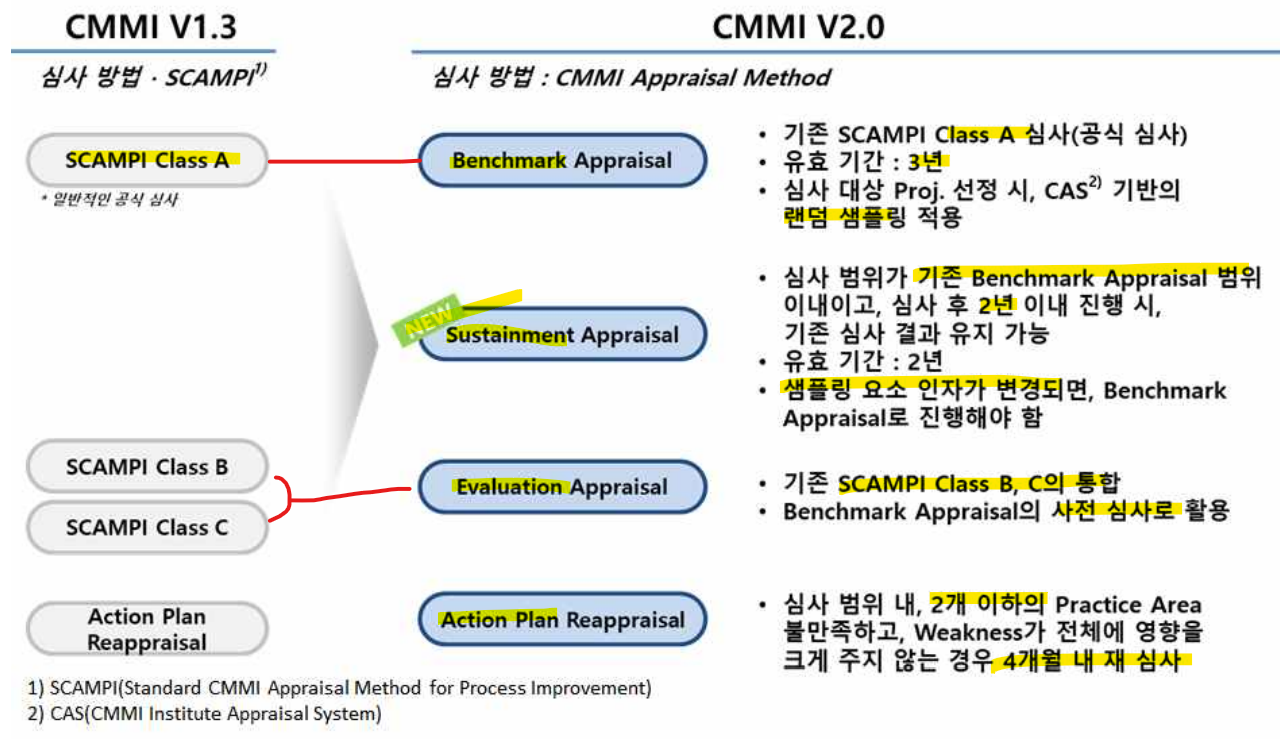 CMMI V1.3
CMMI V2.0
심사 방법 · SCAMPI1)
심사 방법 : CMMI Appraisal Method
SCAMPI Class A
* 일반적인 공식 심사
Benchmark Appraisal
• 기존 SCAMPI Class A 심사(공식 심사)
• 유효 기간 : 3년
• 심사 대상 Proj. 선정 시, CAS2) 기반의
랜덤 샘플링 적용
NEW
Sustainment Appraisal
• 심사 범위가 기존 Benchmark Appraisal 범위
이내이고, 심사 후 2년 이내 진행 시,
기존 심사 결과 유지 가능
• 유효 기간 : 2년
• 샘플링 요소 인자가 변경되면, Benchmark
Appraisal로 진행해야 함
SCAMPI Class B
SCAMPI Class C
Evaluation Appraisal
• 기존 SCAMPI Class B, C의 통합
• Benchmark Appraisal의 사전 심사로 활용
Action Plan
Reappraisal
Action Plan Reappraisal
• 심사 범위 내, 2개 이하의 Practice Area
불만족하고, Weakness가 전체에 영향을
크게 주지 않는 경우 4개월 내 재 심사
1) SCAMPI(Standard CMMI Appraisal Method for Process Improvement)
2) CAS(CMMI Institute Appraisal System)